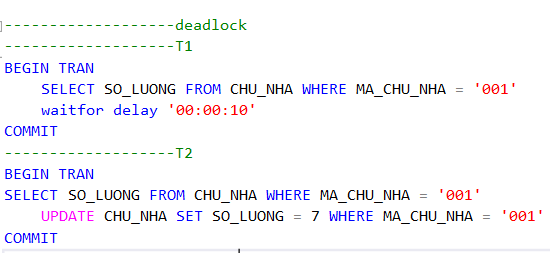 -------------------deadlock
-------------------T1
BEGIN TRAN
    SELECT SO_LUONG FROM CHU_NHA WHERE MA_CHU_NHA = '001'
    waitfor delay '00:00:10'
COMMIT
-------------------T2
BEGIN TRAN
SELECT SO_LUONG FROM CHU_NHA WHERE MA_CHU_NHA = '001'
    UPDATE CHU_NHA SET SO_LUONG = 7 WHERE MA_CHU_NHA = '001'
COMMIT